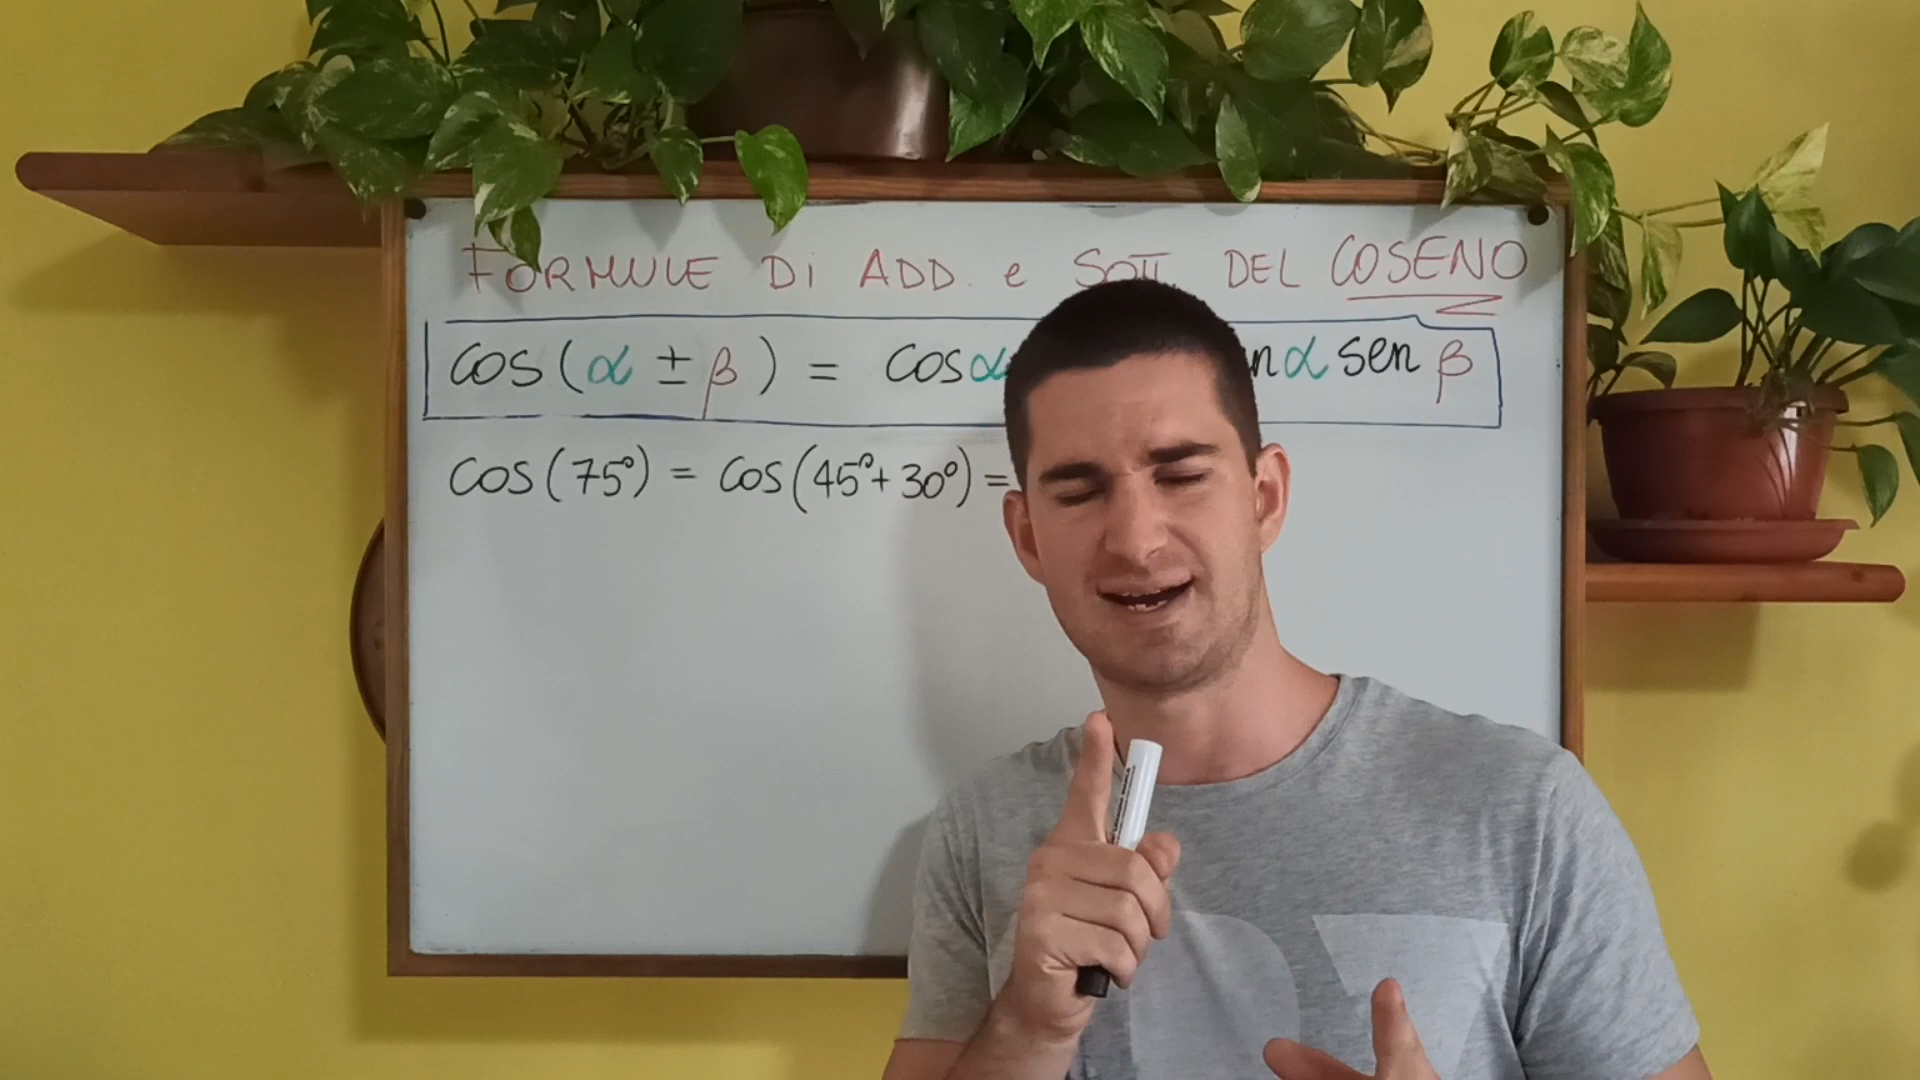 FORMULE Di ADD. e SOTT. DEL COSENO
cos(α ± β) = cosα nα sen β
cos(75°) = cos(45°+30°) =